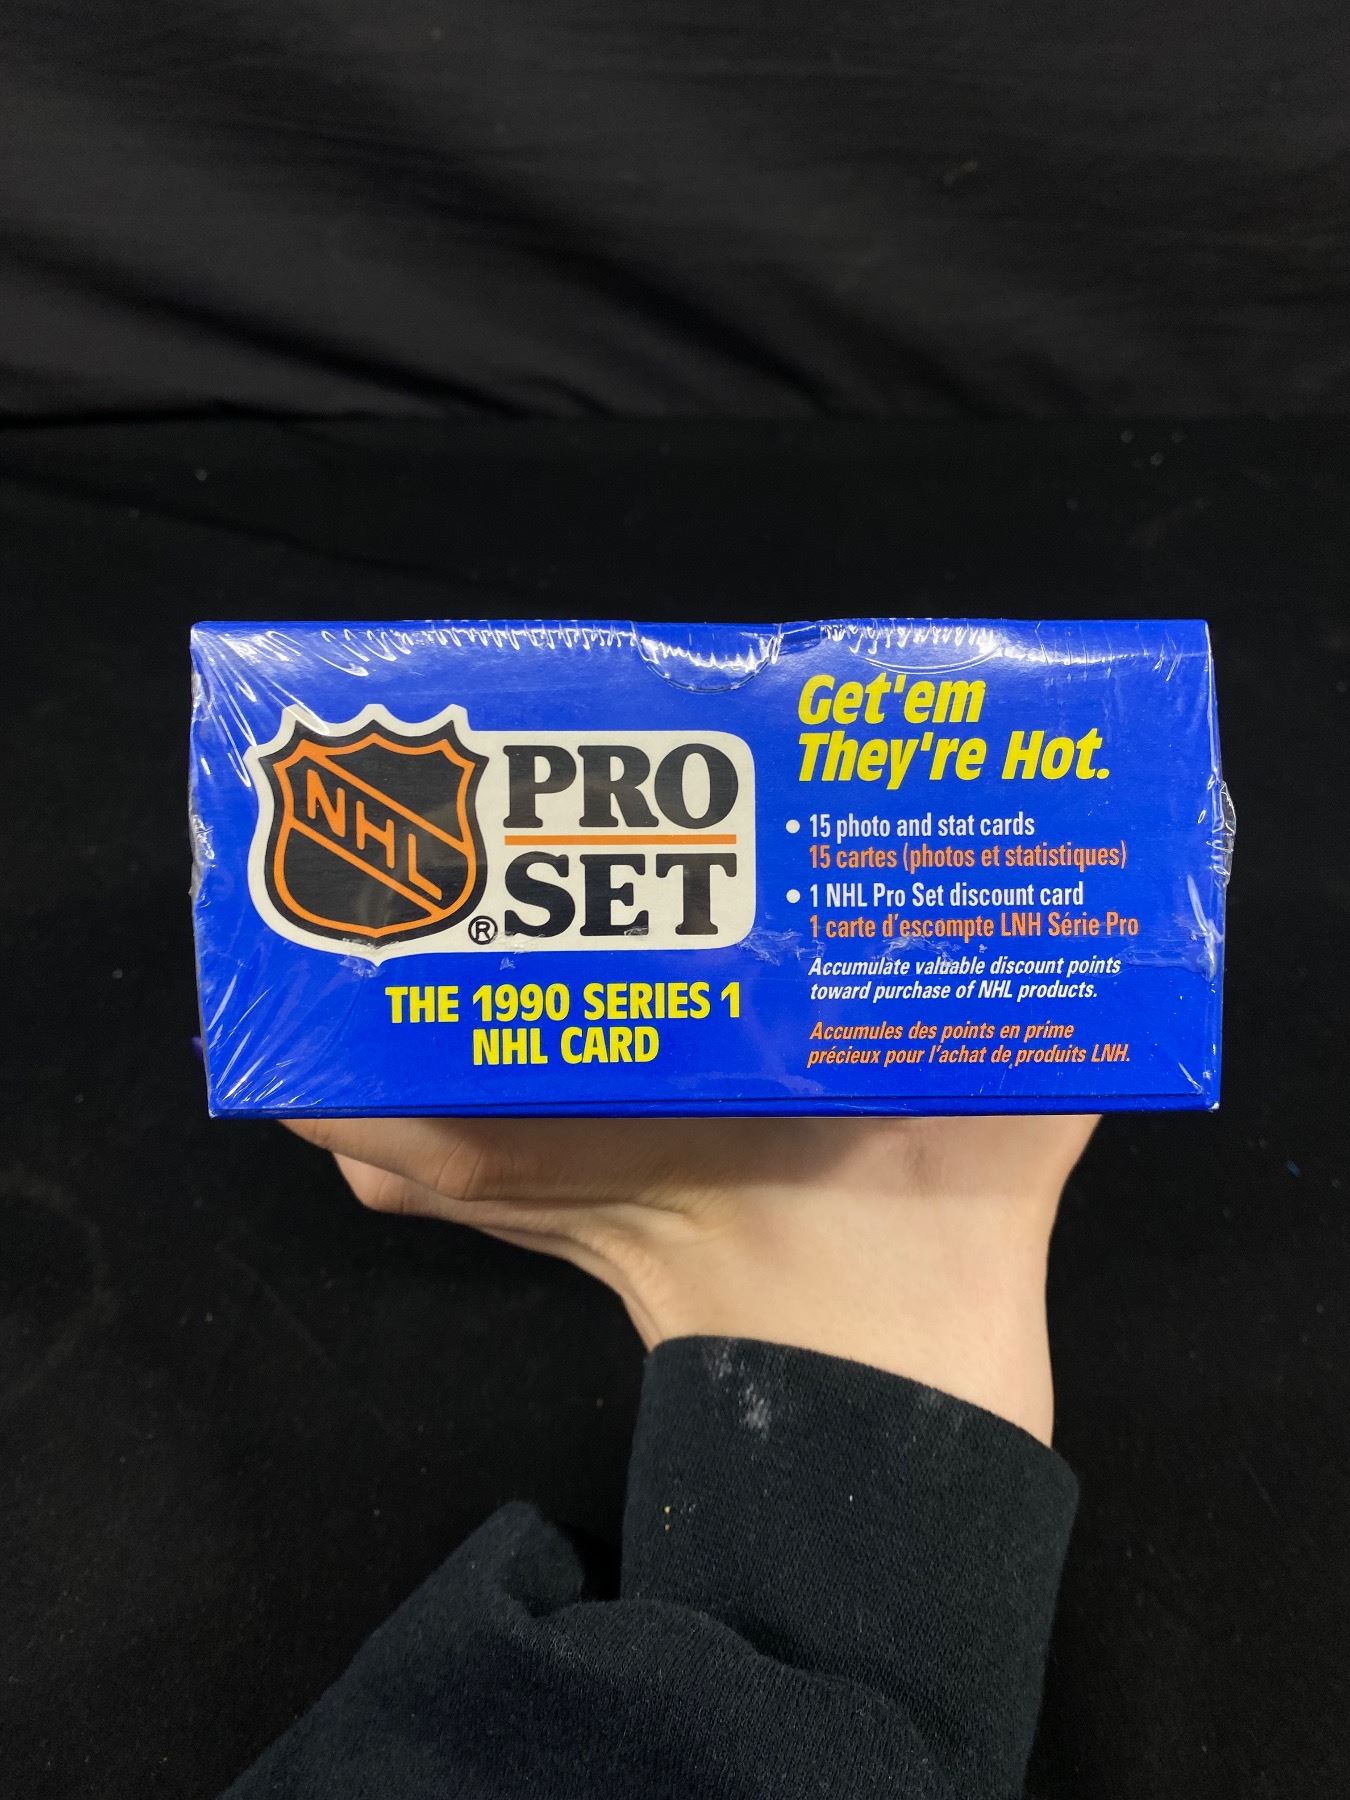 NHL
PRO
SET
®
THE 1990 SERIES 1
NHL CARD
Get'em
They're Hot.
• 15 photo and stat cards
15 cartes (photos et statistiques)
• 1 NHL Pro Set discount card
1 carte d'escompte LNH Série Pro
Accumulate valuable discount points
toward purchase of NHL products.
Accumules des points en prime
précieux pour l'achat de produits LNH.